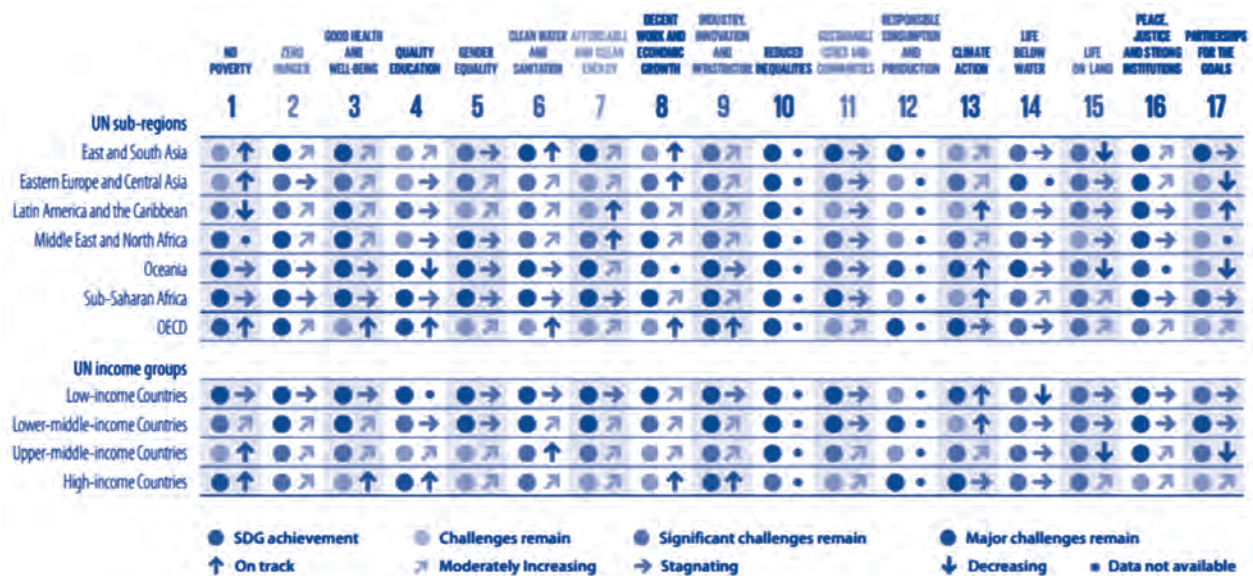 NO POVERTY
ZERO HUNGER
GOOD HEALTH AND WELL-BEING
QUALITY EDUCATION
GENDER EQUALITY
CLEAN WATER AND SANITATION
AFFORDABLE AND CLEAN ENERGY
DECENT WORK AND ECONOMIC GROWTH
INDUSTRY, INNOVATION AND INFRASTRUCTURE
REDUCED INEQUALITIES
SUSTAINABLE CITIES AND COMMUNITIES
RESPONSIBLE CONSUMPTION AND PRODUCTION
CLIMATE ACTION
LIFE BELOW WATER
LIFE ON LAND
PEACE, JUSTICE AND STRONG INSTITUTIONS
PARTNERSHIPS FOR THE GOALS
1 2 3 4 5 6 7 8 9 10 11 12 13 14 15 16 17
UN sub-regions
East and South Asia
Eastern Europe and Central Asia
Latin America and the Caribbean
Middle East and North Africa
Oceania
Sub-Saharan Africa
OECD
UN income groups
Low-income Countries
Lower-middle-income Countries
Upper-middle-income Countries
High-income Countries
SDG achievement Challenges remain Significant challenges remain Major challenges remain
On track Moderately Increasing Stagnating Decreasing Data not available